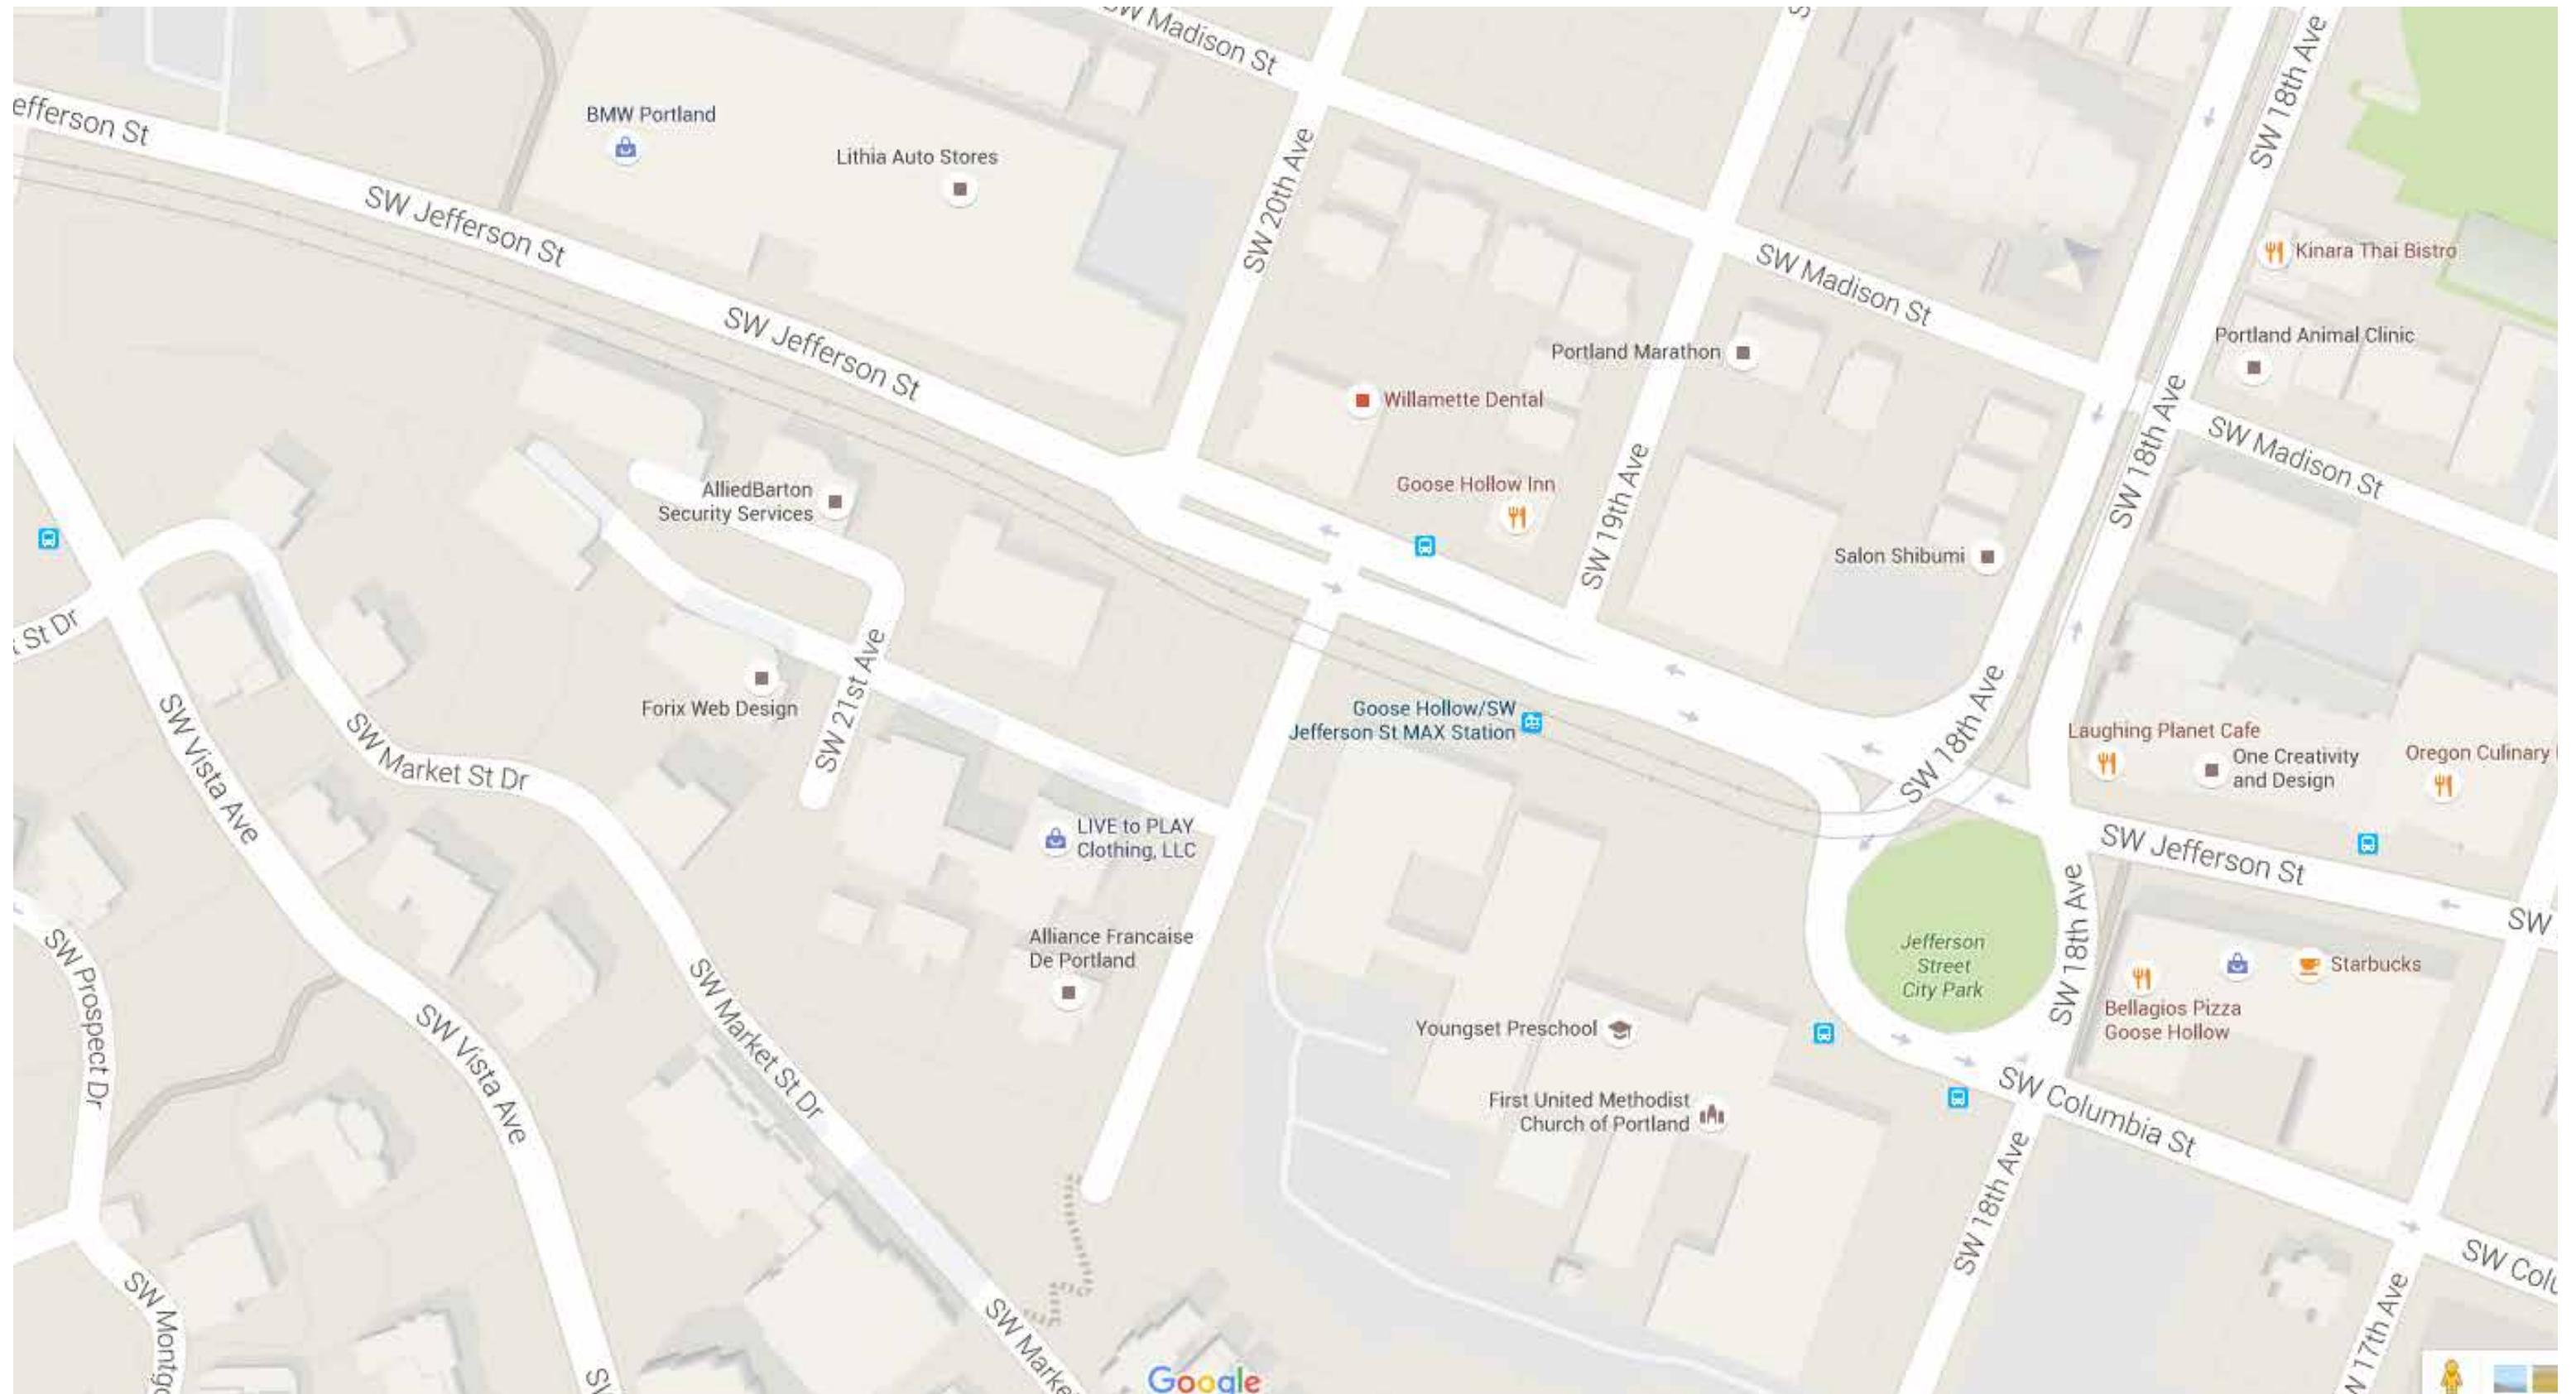 SW Madison St
efferson St
BMW Portland
Lithia Auto Stores
SW 20th Ave
SW 18th Ave
SW Jefferson St
Kinara Thai Bistro
SW Madison St
SW Jefferson St
Portland Animal Clinic
Portland Marathon
Willamette Dental
SW Madison St
SW 18th Ave
AlliedBarton
Security Services
Goose Hollow Inn
SW 19th Ave
Salon Shibumi
St Dr
Forix Web Design
SW 21st Ave
Goose Hollow/SW
Jefferson St MAX Station
SW 18th Ave
Laughing Planet Cafe
One Creativity
and Design
Oregon Culinary
SW Vista Ave
SW Market St Dr
LIVE to PLAY
Clothing, LLC
SW Jefferson St
SW
Alliance Francaise
De Portland
Jefferson
Street
City Park
SW 18th Ave
Starbucks
Bellagios Pizza
Goose Hollow
SW Prospect Dr
SW Vista Ave
SW Market St Dr
Youngset Preschool
First United Methodist
Church of Portland
SW Columbia St
SW 18th Ave
SW Colu
SW Montgo
SW Marke
W 17th Ave
Google